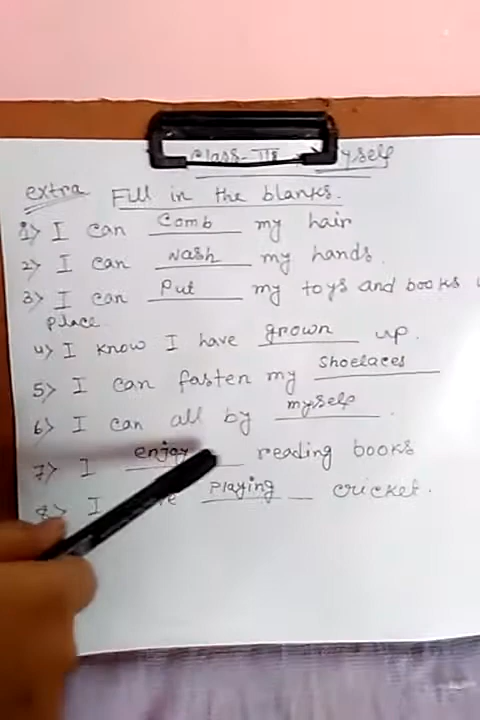 Class-III yself
extra Fill in the blanks.
1> I can comb my hair
2> I can wash my hands.
3> I can Put my toys and books
place.
4> I know I have grown up.
5> I can fasten my shoelaces
6> I can all by myself.
7> I enjoy reading books
8> I Playing cricket.